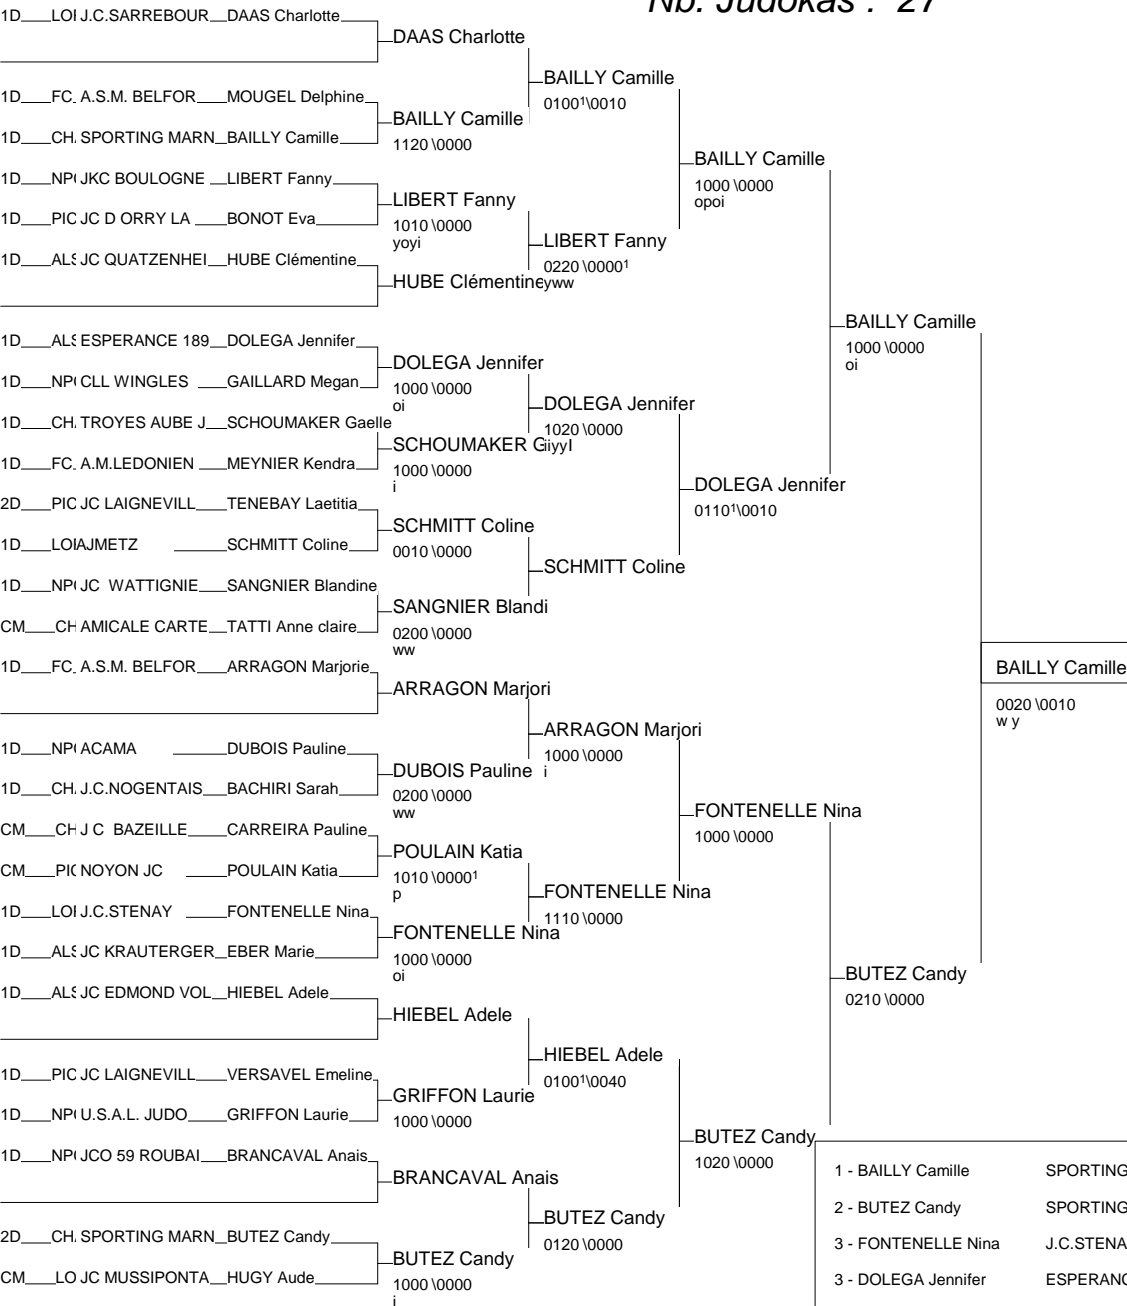 Nb. Judokas : 27
1D LOI J.C.SARREBOUR DAAS Charlotte
DAAS Charlotte
BAILLY Camille
0100¹\0010
1D FC A.S.M. BELFOR MOUGEL Delphine
BAILLY Camille
1120 \0000
1D CH. SPORTING MARN BAILLY Camille
BAILLY Camille
1000 \0000
opoi
1D NP( JKC BOULOGNE LIBERT Fanny
LIBERT Fanny
1010 \0000
yoyi
1D PIC JC D ORRY LA BONOT Eva
LIBERT Fanny
0220 \0000¹
yww
1D ALS JC QUATZENHEI HUBE Clémentine
HUBE Clémentine
BAILLY Camille
1000 \0000
oi
1D ALS ESPERANCE 189 DOLEGA Jennifer
DOLEGA Jennifer
1000 \0000
oi
1D NP( CLL WINGLES GAILLARD Megan
DOLEGA Jennifer
1020 \0000
iiyyI
1D CH. TROYES AUBE J SCHOUMAKER Gaelle
SCHOUMAKER G
1000 \0000
i
1D FC A.M.LEDONIEN MEYNIER Kendra
DOLEGA Jennifer
0110¹\0010
2D PIC JC LAIGNEVILL TENEBAY Laetitia
SCHMITT Coline
0010 \0000
1D LOI AJMETZ SCHMITT Coline
SCHMITT Coline
1D NP( JC WATTIGNIE SANGNIER Blandine
SANGNIER Blandi
0200 \0000
ww
CM CH AMICALE CARTE TATTI Anne claire
BAILLY Camille
0020 \0010
w y
1D FC A.S.M. BELFOR ARRAGON Marjorie
ARRAGON Marjori
ARRAGON Marjori
1000 \0000
i
1D NP( ACAMA DUBOIS Pauline
DUBOIS Pauline
0200 \0000
ww
1D CH. J.C.NOGENTAIS BACHIRI Sarah
FONTENELLE Nina
1000 \0000
CM CH J C BAZEILLE CARREIRA Pauline
POULAIN Katia
1010 \0000¹
p
CM PI( NOYON JC POULAIN Katia
FONTENELLE Nina
1110 \0000
1D LOI J.C.STENAY FONTENELLE Nina
FONTENELLE Nina
1000 \0000
oi
1D ALS JC KRAUTERGER EBER Marie
BUTEZ Candy
0210 \0000
1D ALS JC EDMOND VOL HIEBEL Adele
HIEBEL Adele
HIEBEL Adele
0100¹\0040
1D PIC JC LAIGNEVILL VERSAVEL Emeline
GRIFFON Laurie
1000 \0000
1D NP( U.S.A.L. JUDO GRIFFON Laurie
BUTEZ Candy
1020 \0000
1D NP( JCO 59 ROUBAI BRANCAVAL Anais
BRANCAVAL Anais
BUTEZ Candy
0120 \0000
2D CH. SPORTING MARN BUTEZ Candy
BUTEZ Candy
1000 \0000
i
CM LO JC MUSSIPONTA HUGY Aude
1 - BAILLY Camille SPORTING
2 - BUTEZ Candy SPORTING
3 - FONTENELLE Nina J.C.STENA
3 - DOLEGA Jennifer ESPERANC